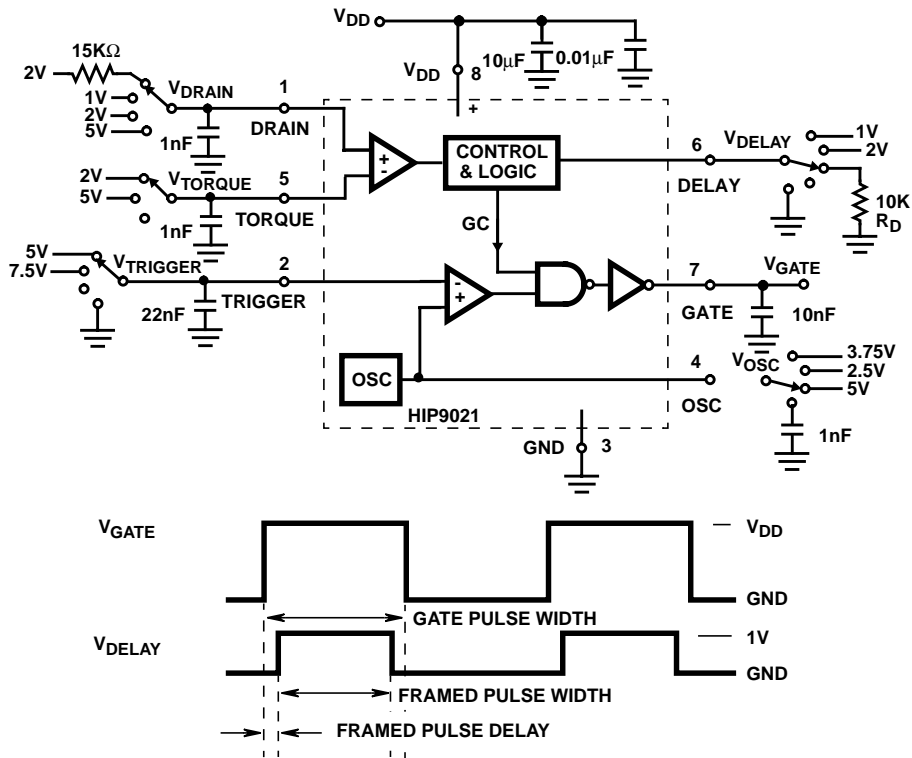 VDD
15KΩ
2V
1V
2V
5V
VDRAIN
1
DRAIN
1nF
VDD
8
+
10µF
0.01µF
+
-
CONTROL
& LOGIC
6
DELAY
VDELAY
1V
2V
10K
RD
2V
5V
VTORQUE
5
TORQUE
1nF
GC
5V
7.5V
VTRIGGER
2
TRIGGER
22nF
-
+
7
GATE
VGATE
10nF
OSC
4
OSC
VOSC
3.75V
2.5V
5V
1nF
HIP9021
GND
3
VGATE
VDD
GND
GATE PULSE WIDTH
VDELAY
1V
GND
FRAMED PULSE WIDTH
FRAMED PULSE DELAY